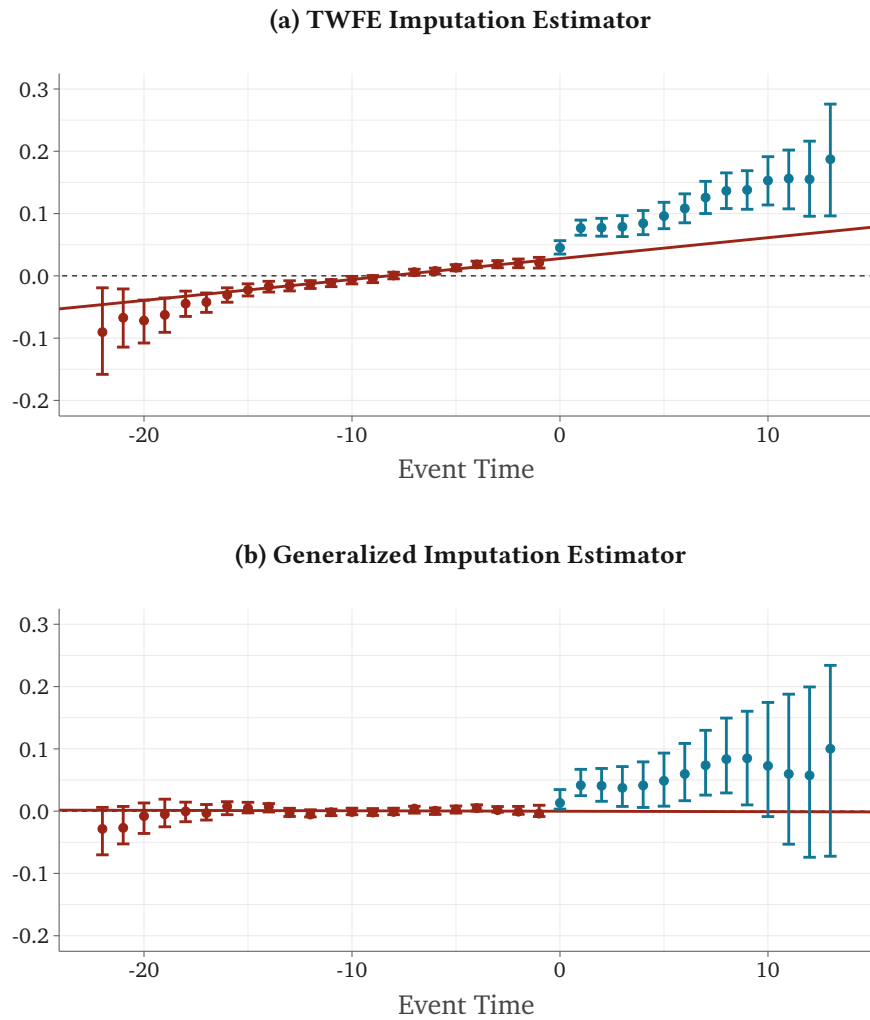 (a) TWFE Imputation Estimator
0.3
0.2
0.1
0.0
-0.1
-0.2
-20 -10 0 10
Event Time
(b) Generalized Imputation Estimator
0.3
0.2
0.1
0.0
-0.1
-0.2
-20 -10 0 10
Event Time